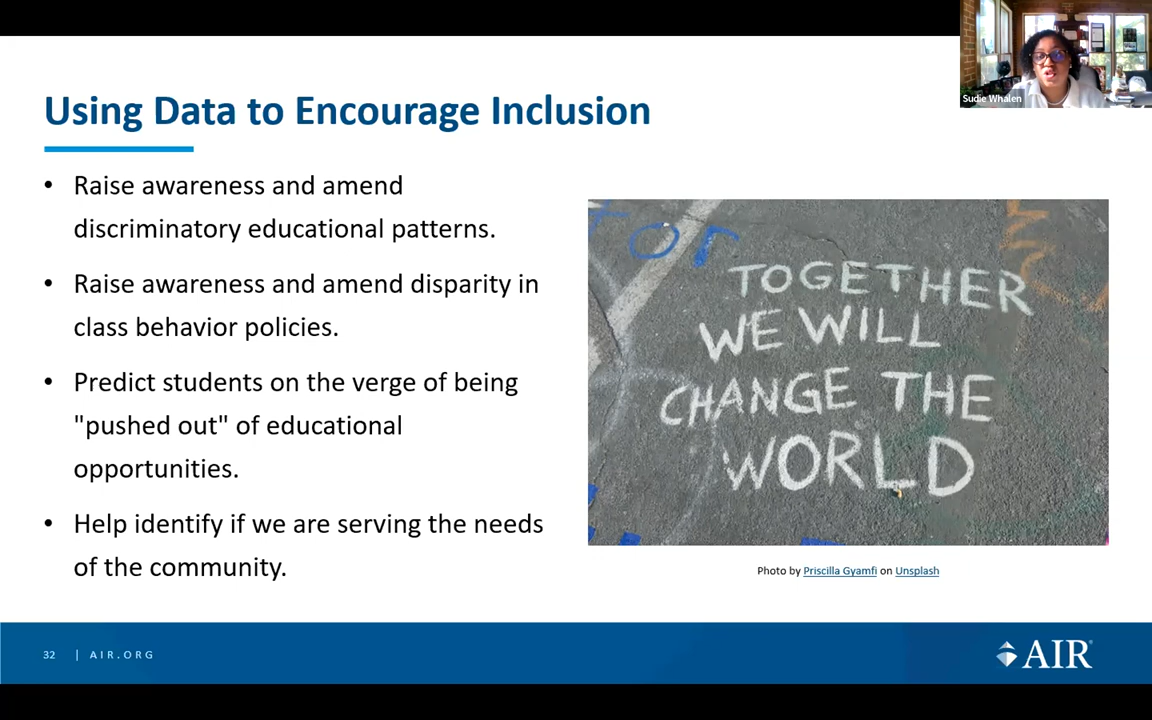 Sudie Whalen
Using Data to Encourage Inclusion
• Raise awareness and amend
discriminatory educational patterns.
• Raise awareness and amend disparity in
class behavior policies.
• Predict students on the verge of being
"pushed out" of educational
opportunities.
• Help identify if we are serving the needs
of the community.
for
TOGETHER
WE WILL
CHANGE THE
WORLD
Photo by Priscilla Gyamfi on Unsplash
32 | AIR.ORG
AIR®